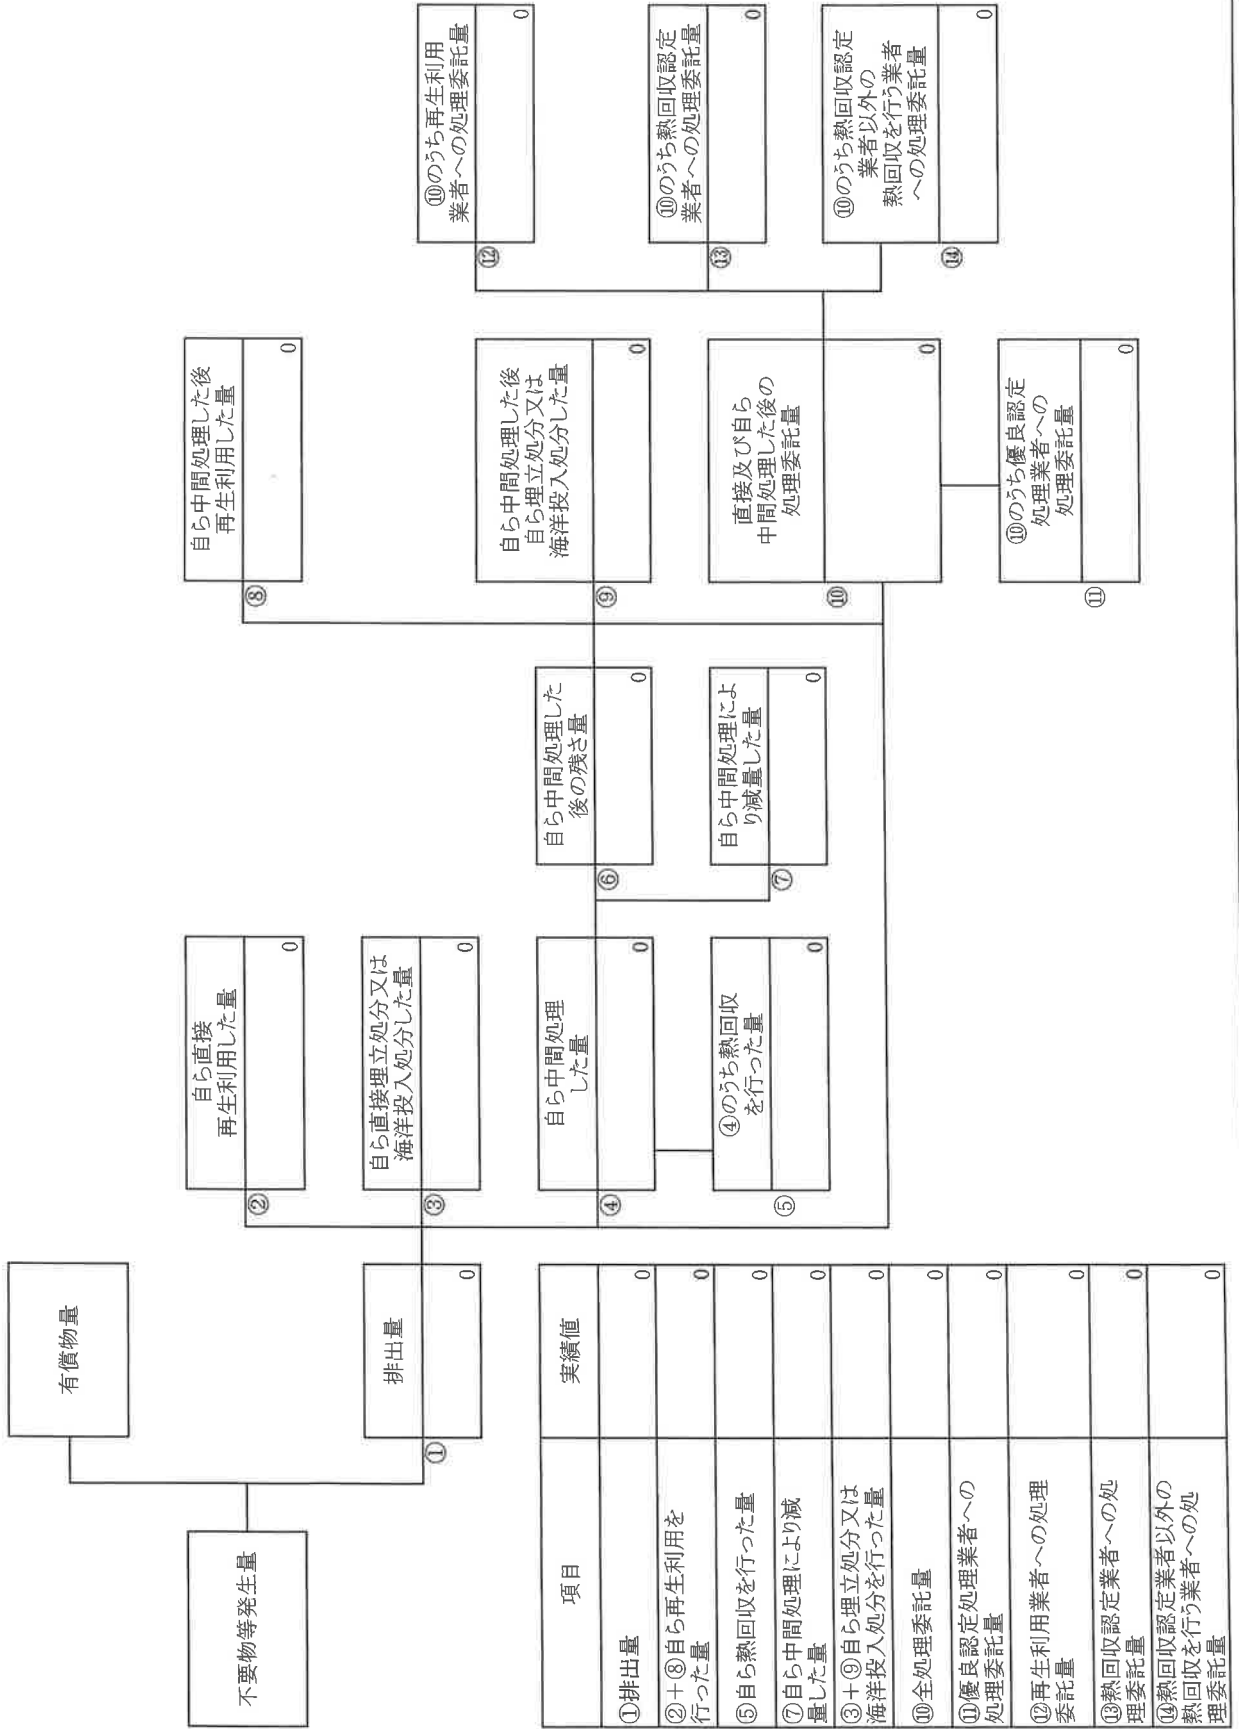 不要物等発生量
有償物量
①
排出量
0
②
自ら直接
再生利用した量
0
③
自ら直接埋立処分又は
海洋投入処分した量
0
④
自ら中間処理
した量
0
⑤
④のうち熱回収
を行った量
0
⑥
自ら中間処理した
後の残さ量
0
⑦
自ら中間処理によ
り減量した量
0
⑧
自ら中間処理した後
再生利用した量
0
⑨
自ら中間処理した後
自ら埋立処分又は
海洋投入処分した量
0
⑩
直接及び自ら
中間処理した後の
処理委託量
0
⑪
⑩のうち優良認定
処理業者への
処理委託量
0
⑫
⑩のうち再生利用
業者への処理委託量
0
⑬
⑩のうち熱回収認定
業者への処理委託量
0
⑭
⑩のうち熱回収認定
業者以外の
熱回収を行う業者
への処理委託量
0
項目 実績値
①排出量 0
②+⑧自ら再生利用を
行った量 0
⑤自ら熱回収を行った量 0
⑦自ら中間処理により減
量した量 0
③+⑨自ら埋立処分又は
海洋投入処分を行った量 0
⑩全処理委託量 0
⑪優良認定処理業者への
処理委託量 0
⑫再生利用業者への処理
委託量 0
⑬熱回収認定業者への処
理委託量 0
⑭熱回収認定業者以外の
熱回収を行う業者への処
理委託量 0